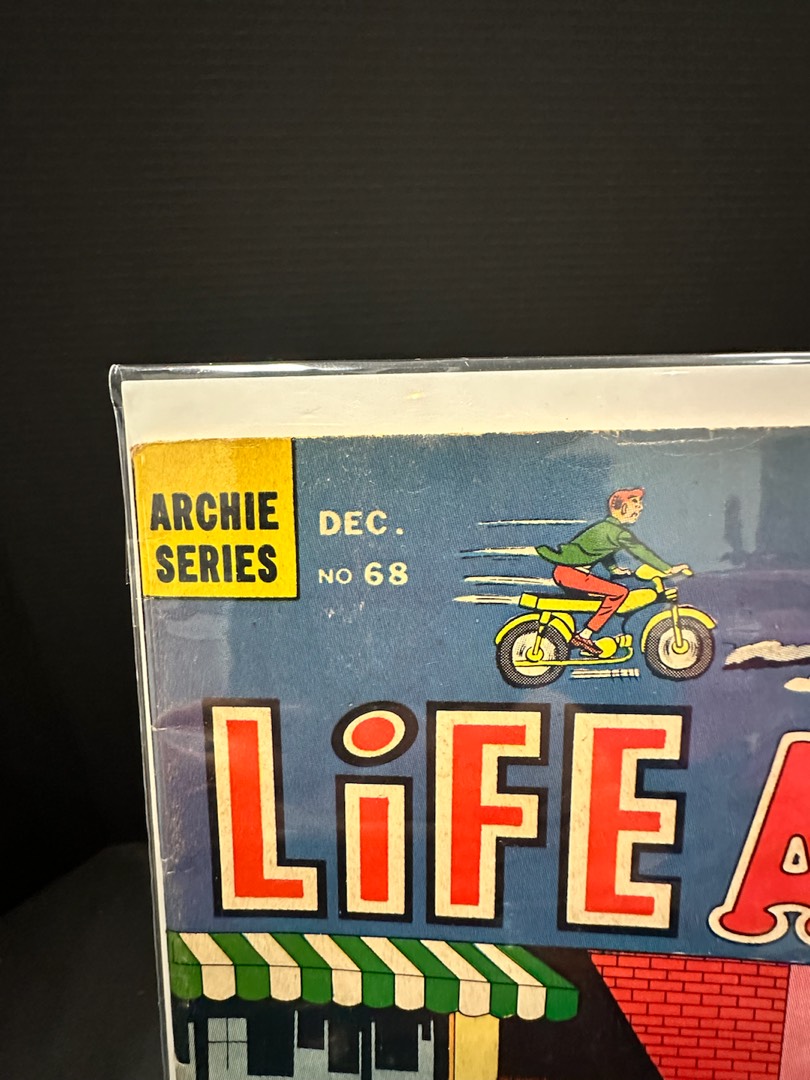 ARCHIE
SERIES
DEC.
NO 68
LiFE A